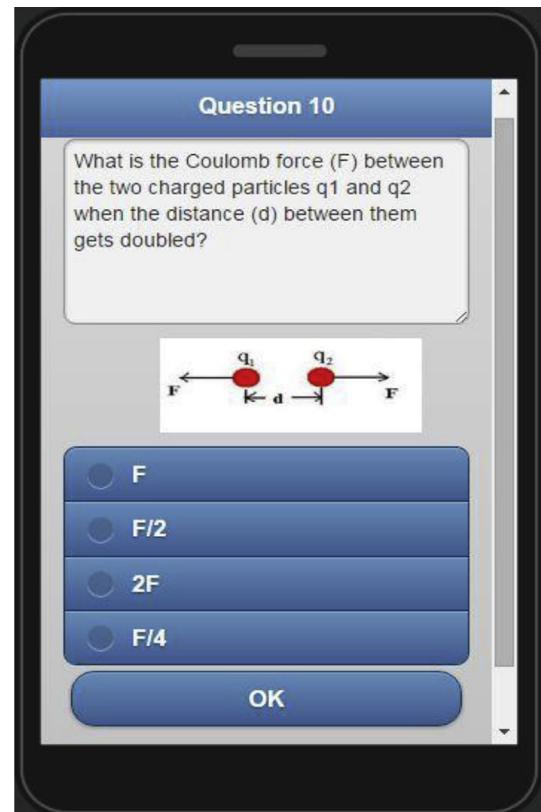 Question 10
What is the Coulomb force (F) between
the two charged particles q1 and q2
when the distance (d) between them
gets doubled?
q₁ q₂
F d F
F
F/2
2F
F/4
OK